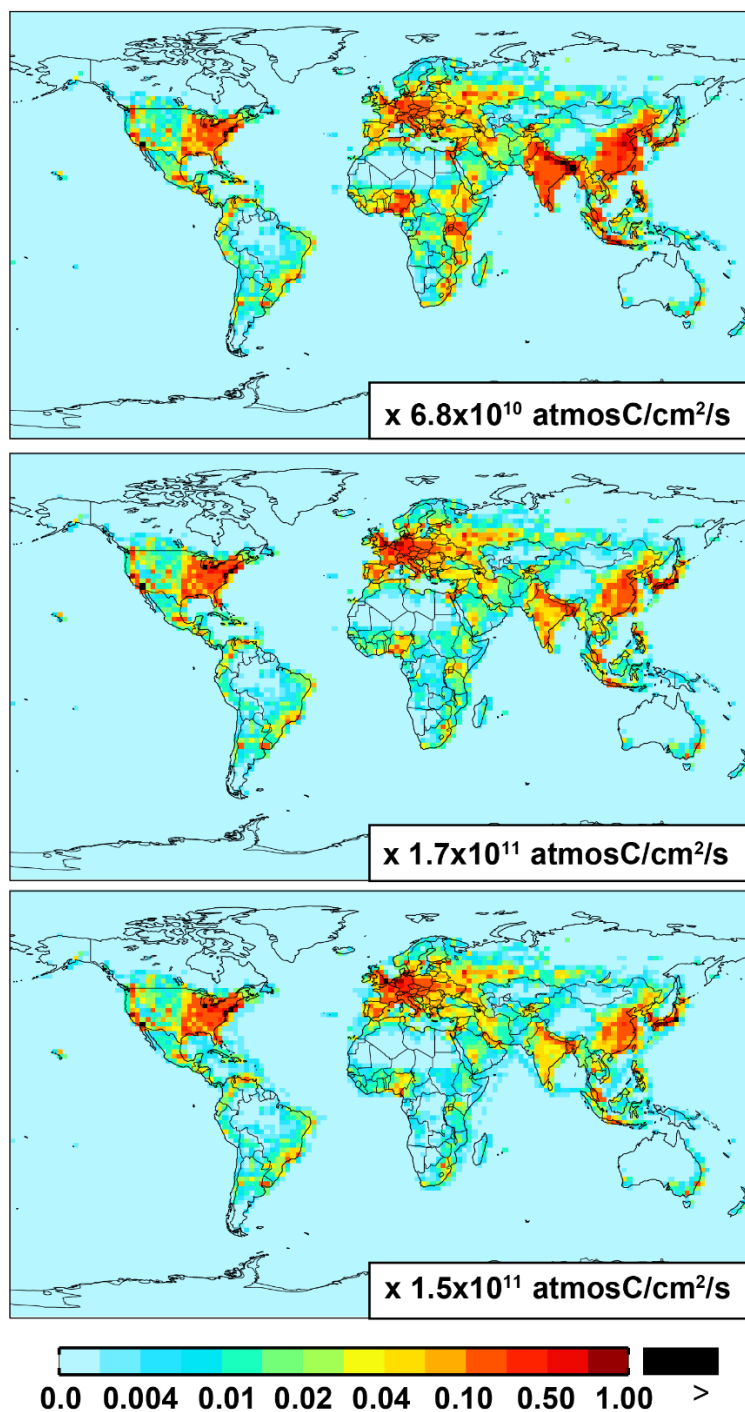 x 6.8x10¹⁰ atmosC/cm²/s
x 1.7x10¹¹ atmosC/cm²/s
x 1.5x10¹¹ atmosC/cm²/s
0.0 0.004 0.01 0.02 0.04 0.10 0.50 1.00 >